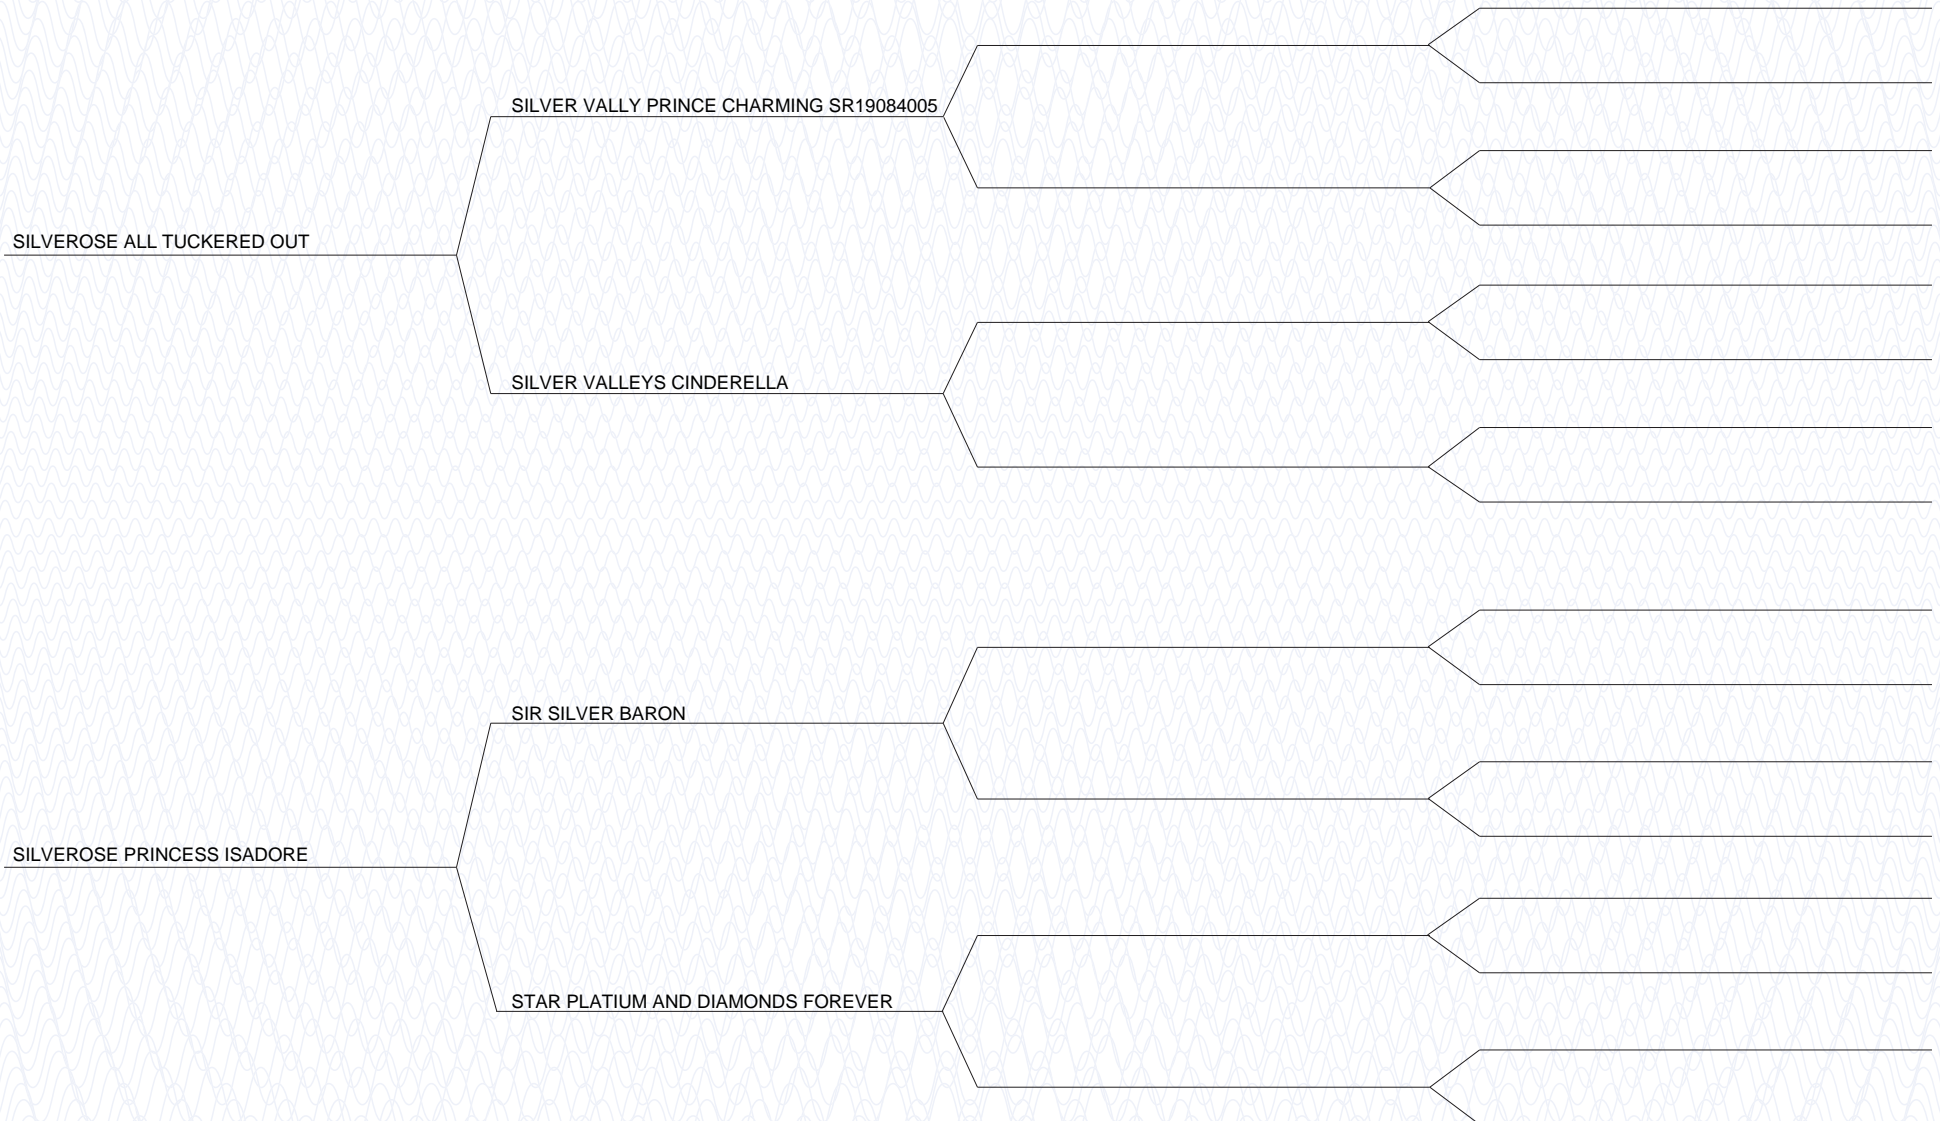 SILVER VALLY PRINCE CHARMING SR19084005
SILVEROSE ALL TUCKERED OUT
SILVER VALLEYS CINDERELLA
SIR SILVER BARON
SILVEROSE PRINCESS ISADORE
STAR PLATIUM AND DIAMONDS FOREVER